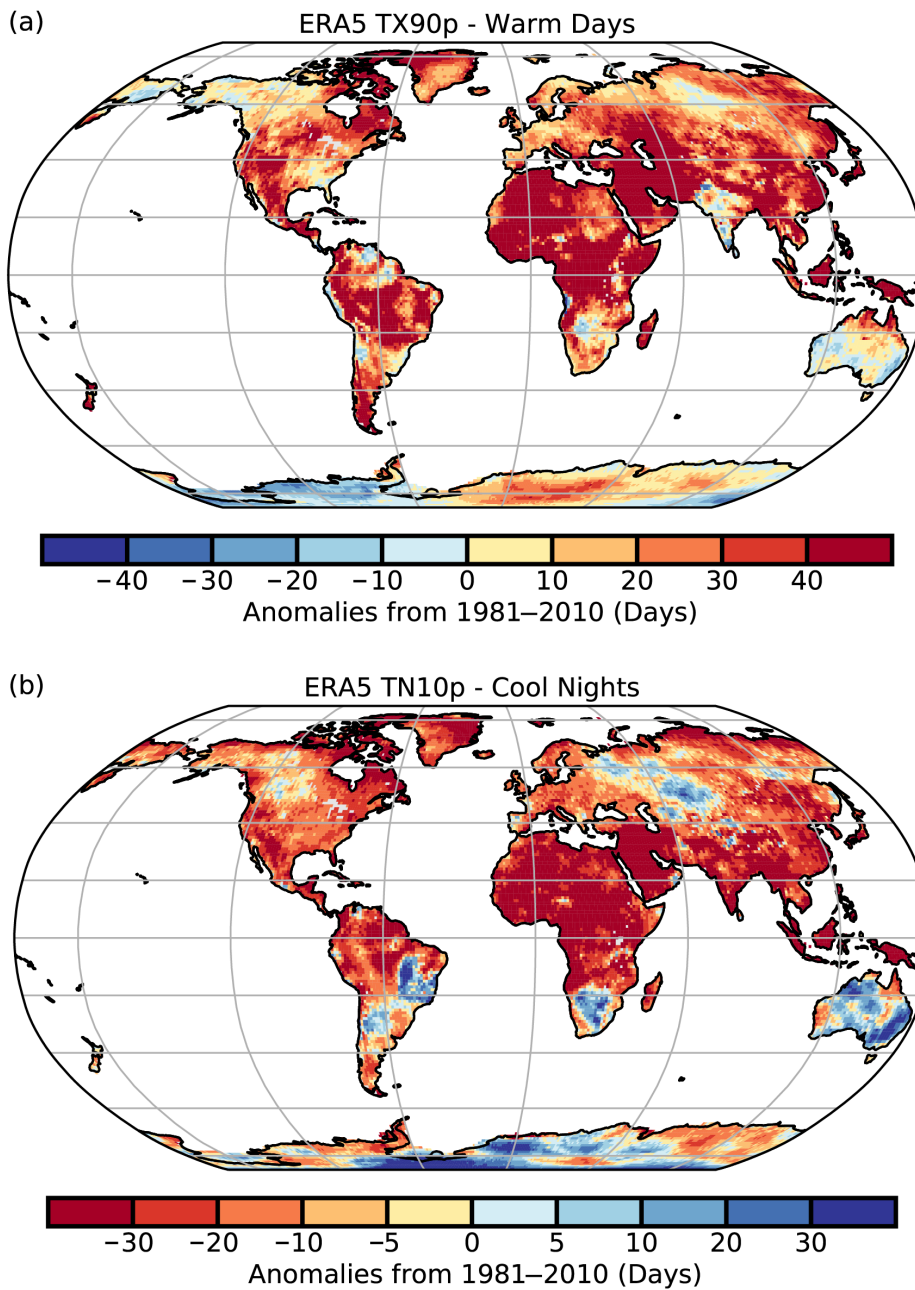 (a)
ERA5 TX90p - Warm Days
−40 −30 −20 −10 0 10 20 30 40
Anomalies from 1981–2010 (Days)
(b)
ERA5 TN10p - Cool Nights
−30 −20 −10 −5 0 5 10 20 30
Anomalies from 1981–2010 (Days)